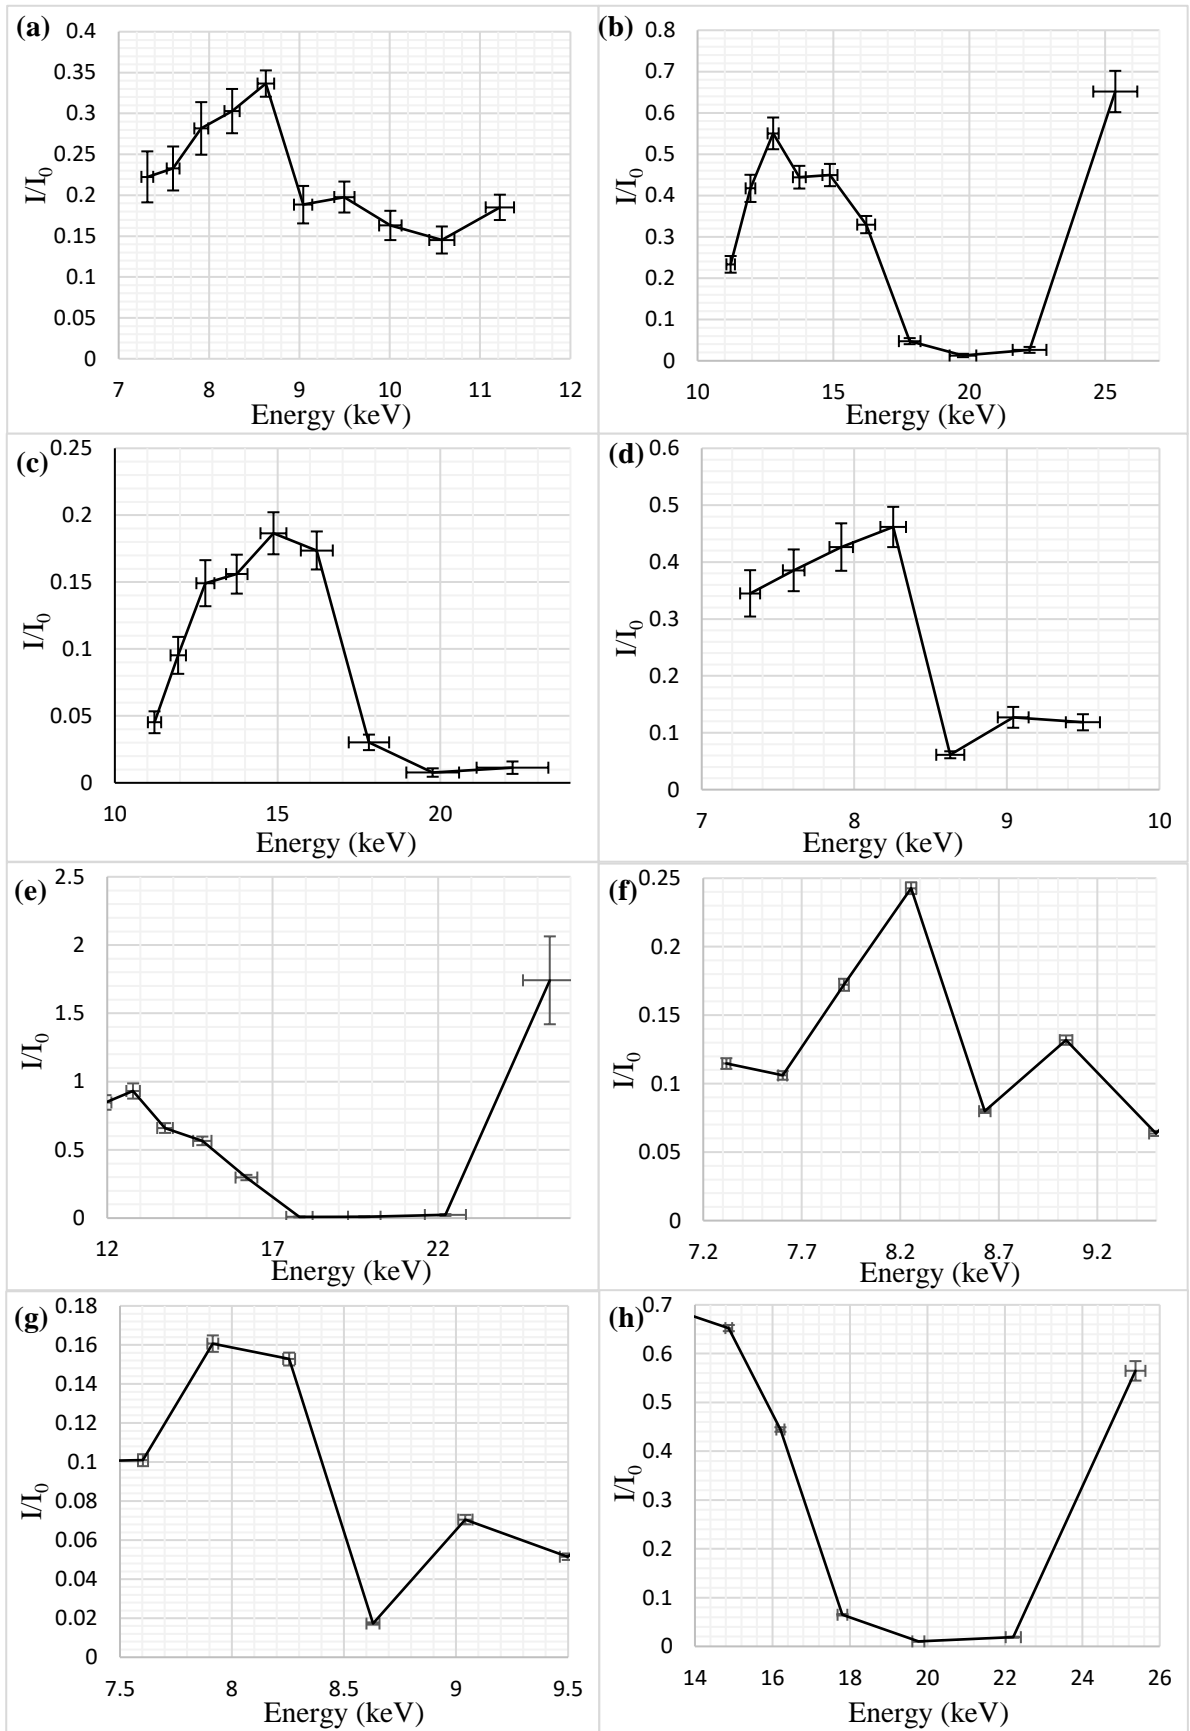 (a)
0.4
0.35
0.3
0.25
0.2
0.15
0.1
0.05
0
I/I₀
7 8 9 10 11 12
Energy (keV)
(b)
0.8
0.7
0.6
0.5
0.4
0.3
0.2
0.1
0
I/I₀
10 15 20 25
Energy (keV)
(c)
0.25
0.2
0.15
0.1
0.05
0
I/I₀
10 15 20
Energy (keV)
(d)
0.6
0.5
0.4
0.3
0.2
0.1
0
I/I₀
7 8 9 10
Energy (keV)
(e)
2.5
2
1.5
1
0.5
0
I/I₀
12 17 22
Energy (keV)
(f)
0.25
0.2
0.15
0.1
0.05
0
I/I₀
7.2 7.7 8.2 8.7 9.2
Energy (keV)
(g)
0.18
0.16
0.14
0.12
0.1
0.08
0.06
0.04
0.02
0
I/I₀
7.5 8 8.5 9 9.5
Energy (keV)
(h)
0.7
0.6
0.5
0.4
0.3
0.2
0.1
0
I/I₀
14 16 18 20 22 24 26
Energy (keV)